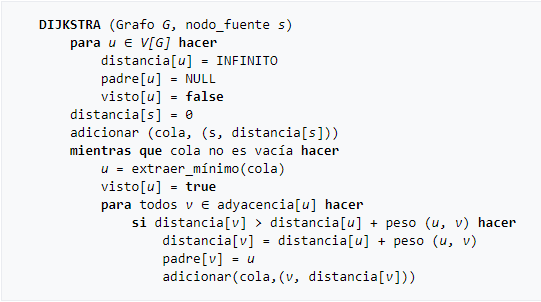 DIJKSTRA (Grafo G, nodo_fuente s)
para u ∈ V[G] hacer
distancia[u] = INFINITO
padre[u] = NULL
visto[u] = false
distancia[s] = 0
adicionar (cola, (s, distancia[s]))
mientras que cola no es vacía hacer
u = extraer_mínimo(cola)
visto[u] = true
para todos v ∈ adyacencia[u] hacer
si distancia[v] > distancia[u] + peso (u, v) hacer
distancia[v] = distancia[u] + peso (u, v)
padre[v] = u
adicionar(cola,(v, distancia[v]))